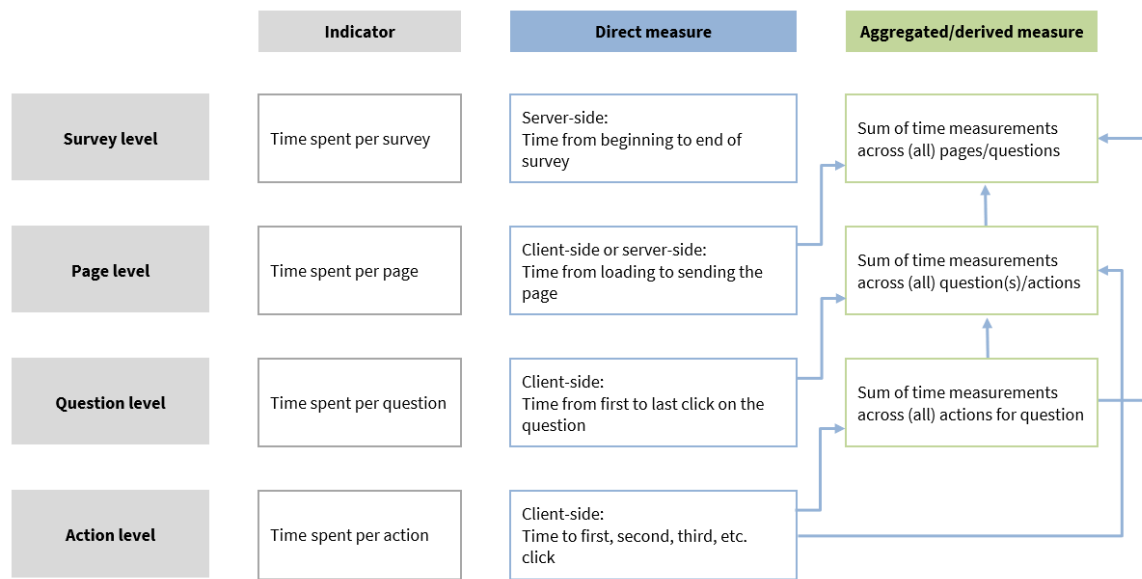 Indicator
Direct measure
Aggregated/derived measure
Survey level
Time spent per survey
Server-side:
Time from beginning to end of
survey
Sum of time measurements
across (all) pages/questions
Page level
Time spent per page
Client-side or server-side:
Time from loading to sending the
page
Sum of time measurements
across (all) question(s)/actions
Question level
Time spent per question
Client-side:
Time from first to last click on the
question
Sum of time measurements
across (all) actions for question
Action level
Time spent per action
Client-side:
Time to first, second, third, etc.
click